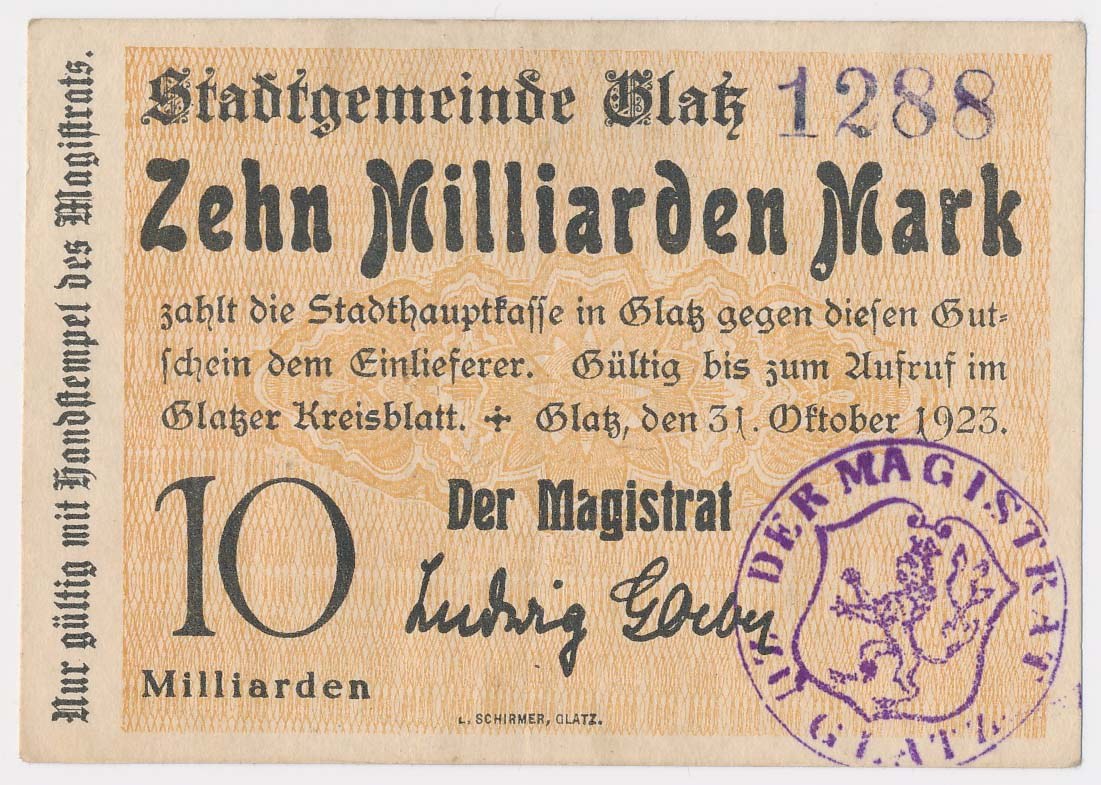 Stadtgemeinde Glatz 1288
Zehn Milliarden Mark
zahlt die Stadthauptkasse in Glatz gegen diesen Gut-
schein dem Einlieferer. Gültig bis zum Aufruf im
Glatzer Kreisblatt. ✢ Glatz, den 31. Oktober 1923.
Der Magistrat
Ludwig
10
Milliarden
L. SCHIRMER, GLATZ.
Nur gültig mit Handstempel des Magistrats.
DER MAGISTRAT
ZU GLATZ